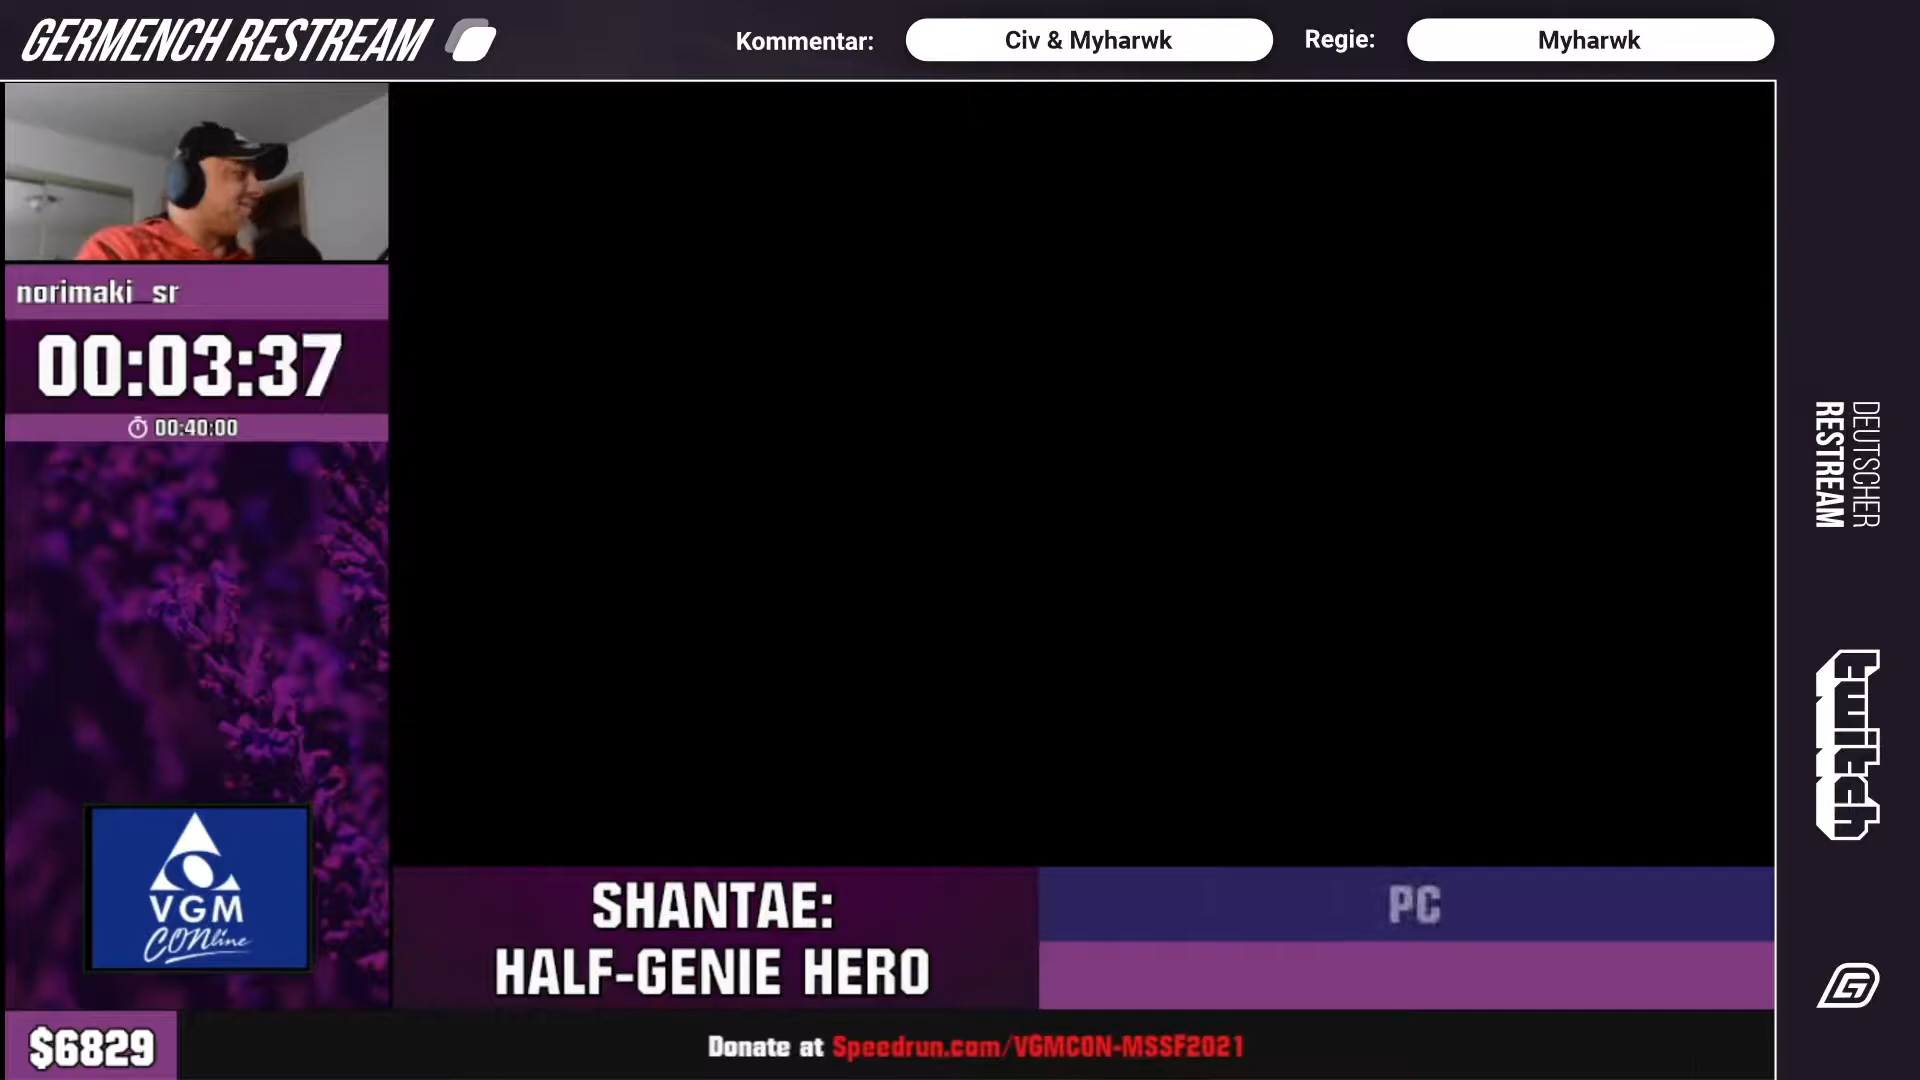 GERMENCH RESTREAM
Kommentar:
Civ & Myharwk
Regie:
Myharwk
norimaki_sr
00:03:37
00:40:00
VGM
CONline
SHANTAE:
HALF-GENIE HERO
PC
$6829
Donate at Speedrun.com/VGMCON-MSSF2021
DEUTSCHER
RESTREAM
twitch
G